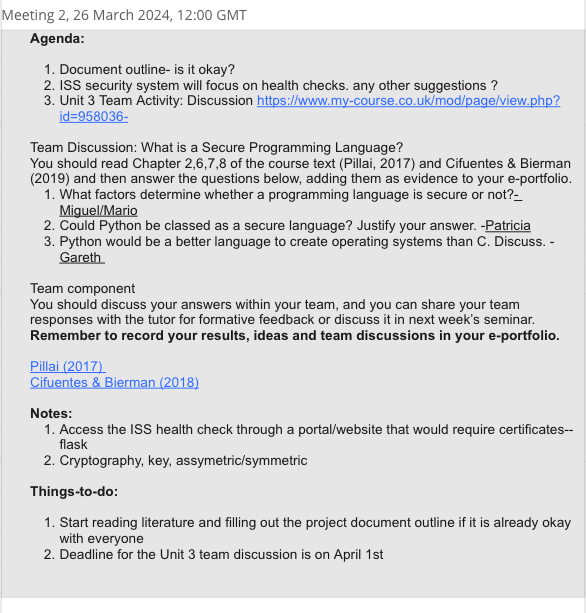 Meeting 2, 26 March 2024, 12:00 GMT
Agenda:
1. Document outline- is it okay?
2. ISS security system will focus on health checks. any other suggestions ?
3. Unit 3 Team Activity: Discussion https://www.my-course.co.uk/mod/page/view.php?
id=958036-
Team Discussion: What is a Secure Programming Language?
You should read Chapter 2,6,7,8 of the course text (Pillai, 2017) and Cifuentes & Bierman
(2019) and then answer the questions below, adding them as evidence to your e-portfolio.
1. What factors determine whether a programming language is secure or not?-
Miguel/Mario
2. Could Python be classed as a secure language? Justify your answer. -Patricia
3. Python would be a better language to create operating systems than C. Discuss. -
Gareth
Team component
You should discuss your answers within your team, and you can share your team
responses with the tutor for formative feedback or discuss it in next week's seminar.
Remember to record your results, ideas and team discussions in your e-portfolio.
Pillai (2017)
Cifuentes & Bierman (2018)
Notes:
1. Access the ISS health check through a portal/website that would require certificates--
flask
2. Cryptography, key, assymetric/symmetric
Things-to-do:
1. Start reading literature and filling out the project document outline if it is already okay
with everyone
2. Deadline for the Unit 3 team discussion is on April 1st